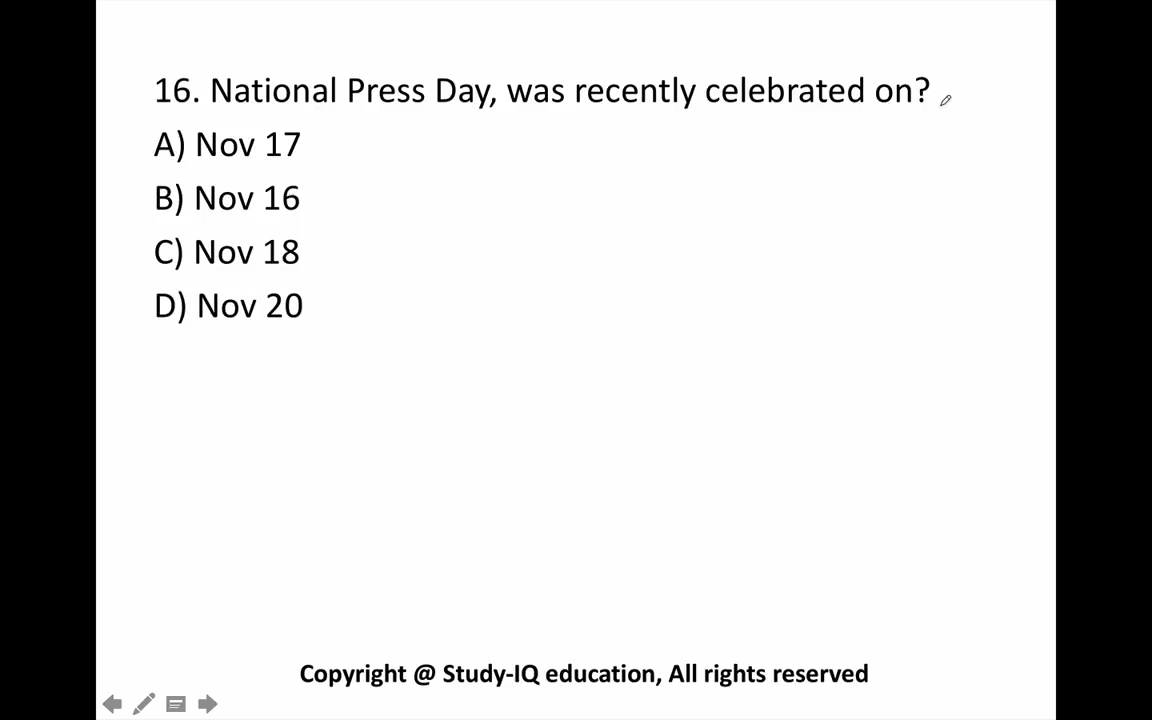 16. National Press Day, was recently celebrated on?
A) Nov 17
B) Nov 16
C) Nov 18
D) Nov 20
Copyright @ Study-IQ education, All rights reserved